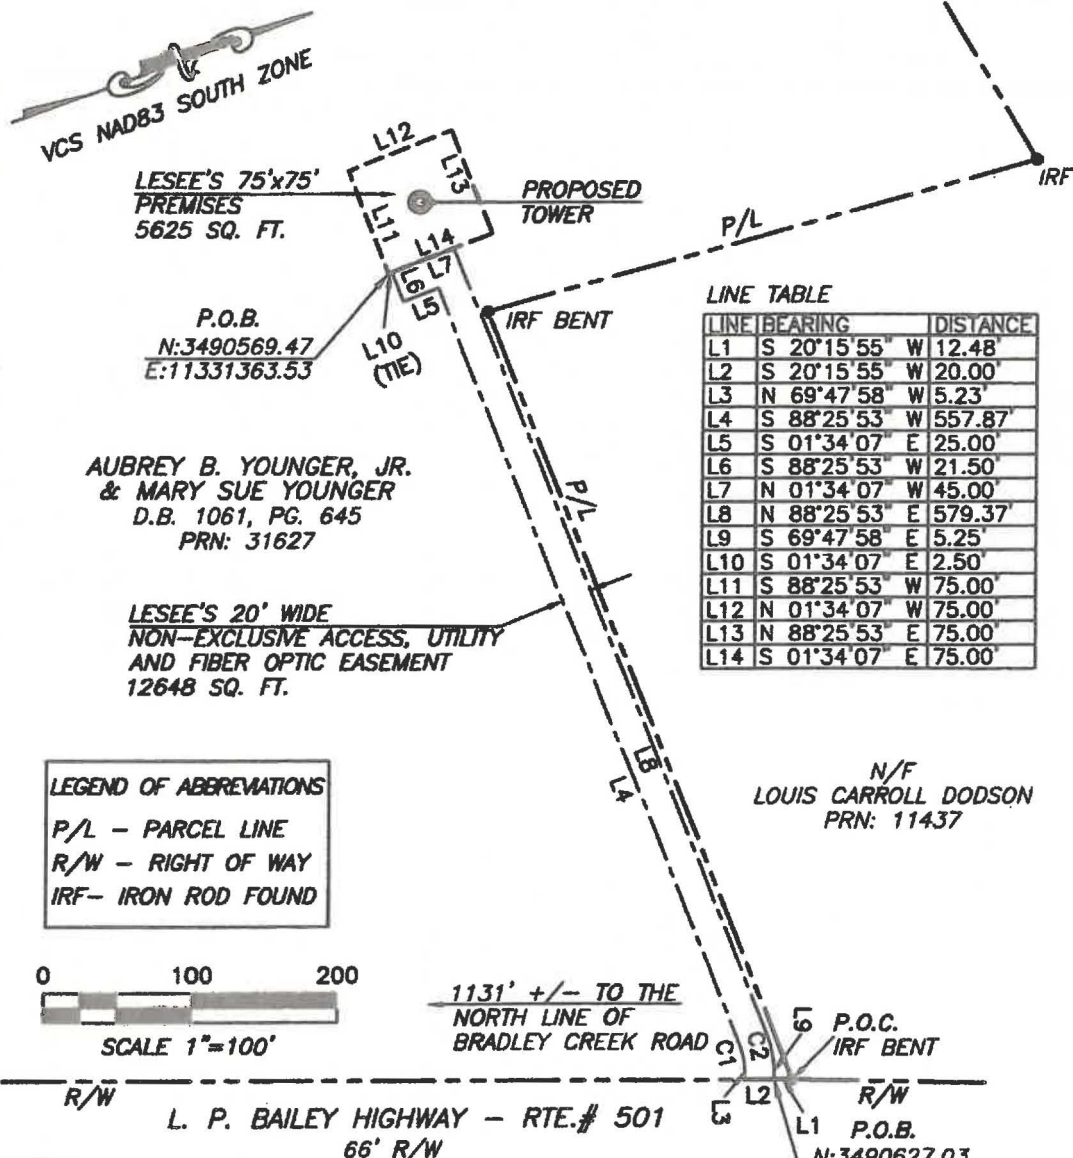 VCS NAD83 SOUTH ZONE
L12
L13
L11
L14
LESEE'S 75'x75'
PREMISES
5625 SQ. FT.
PROPOSED
TOWER
IRF
P/L
L6
L7
L5
L10
(TIE)
IRF BENT
P.O.B.
N:3490569.47
E:11331363.53
LINE TABLE
LINE BEARING DISTANCE
L1 S 20°15'55" W 12.48'
L2 S 20°15'55" W 20.00'
L3 N 69°47'58" W 5.23'
L4 S 88°25'53" W 557.87'
L5 S 01°34'07" E 25.00'
L6 S 88°25'53" W 21.50'
L7 N 01°34'07" W 45.00'
L8 N 88°25'53" E 579.37'
L9 S 69°47'58" E 5.25'
L10 S 01°34'07" E 2.50'
L11 S 88°25'53" W 75.00'
L12 N 01°34'07" W 75.00'
L13 N 88°25'53" E 75.00'
L14 S 01°34'07" E 75.00'
AUBREY B. YOUNGER, JR.
& MARY SUE YOUNGER
D.B. 1061, PG. 645
PRN: 31627
P/L
LESEE'S 20' WIDE
NON-EXCLUSIVE ACCESS, UTILITY
AND FIBER OPTIC EASEMENT
12648 SQ. FT.
L8
L4
N/F
LOUIS CARROLL DODSON
PRN: 11437
LEGEND OF ABBREVIATIONS
P/L - PARCEL LINE
R/W - RIGHT OF WAY
IRF- IRON ROD FOUND
0 100 200
SCALE 1"=100'
1131' +/- TO THE
NORTH LINE OF
BRADLEY CREEK ROAD
C1
C2
L9
P.O.C.
IRF BENT
R/W
L3
L2
L1
R/W
L. P. BAILEY HIGHWAY - RTE.# 501
66' R/W
P.O.B.
N:3490627.03